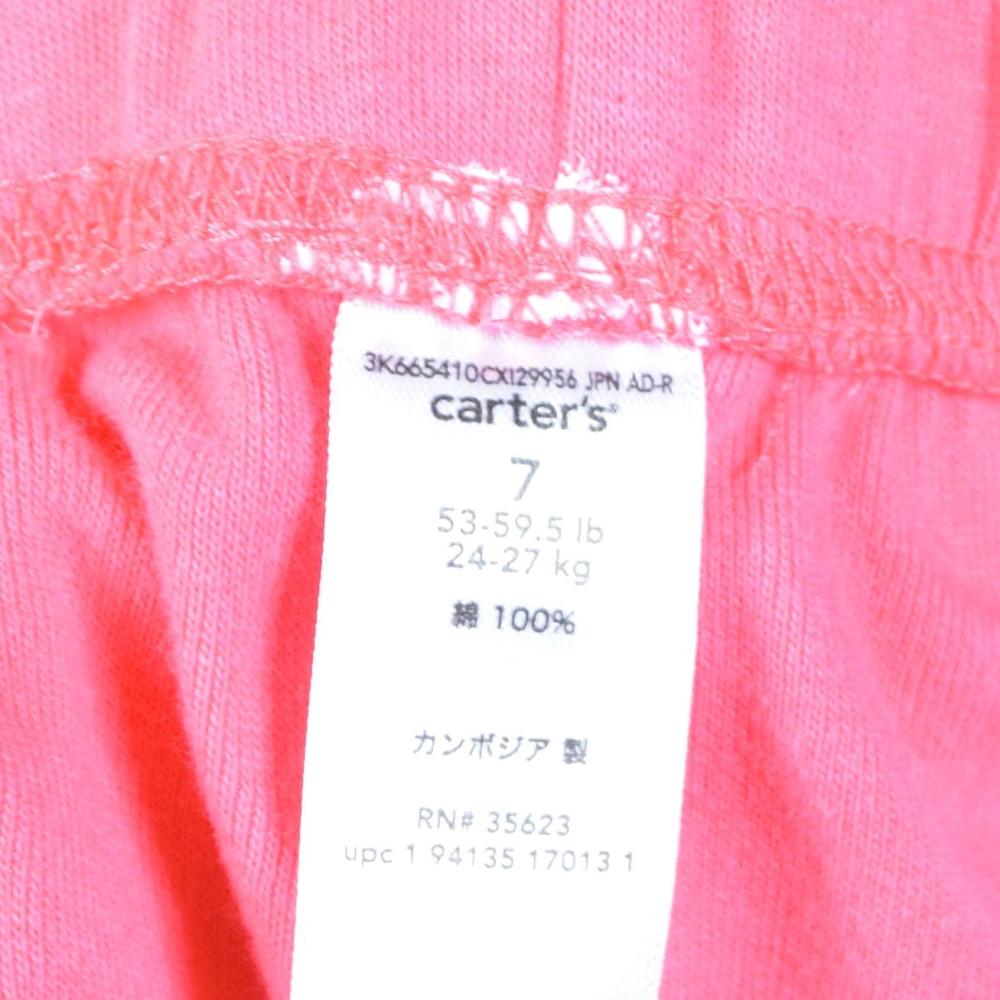 3K665410CXI29956 JPN AD-R
carter's®
7
53-59.5 lb
24-27 kg
綿 100%
カンボジア 製
RN# 35623
upc 1 94135 17013 1